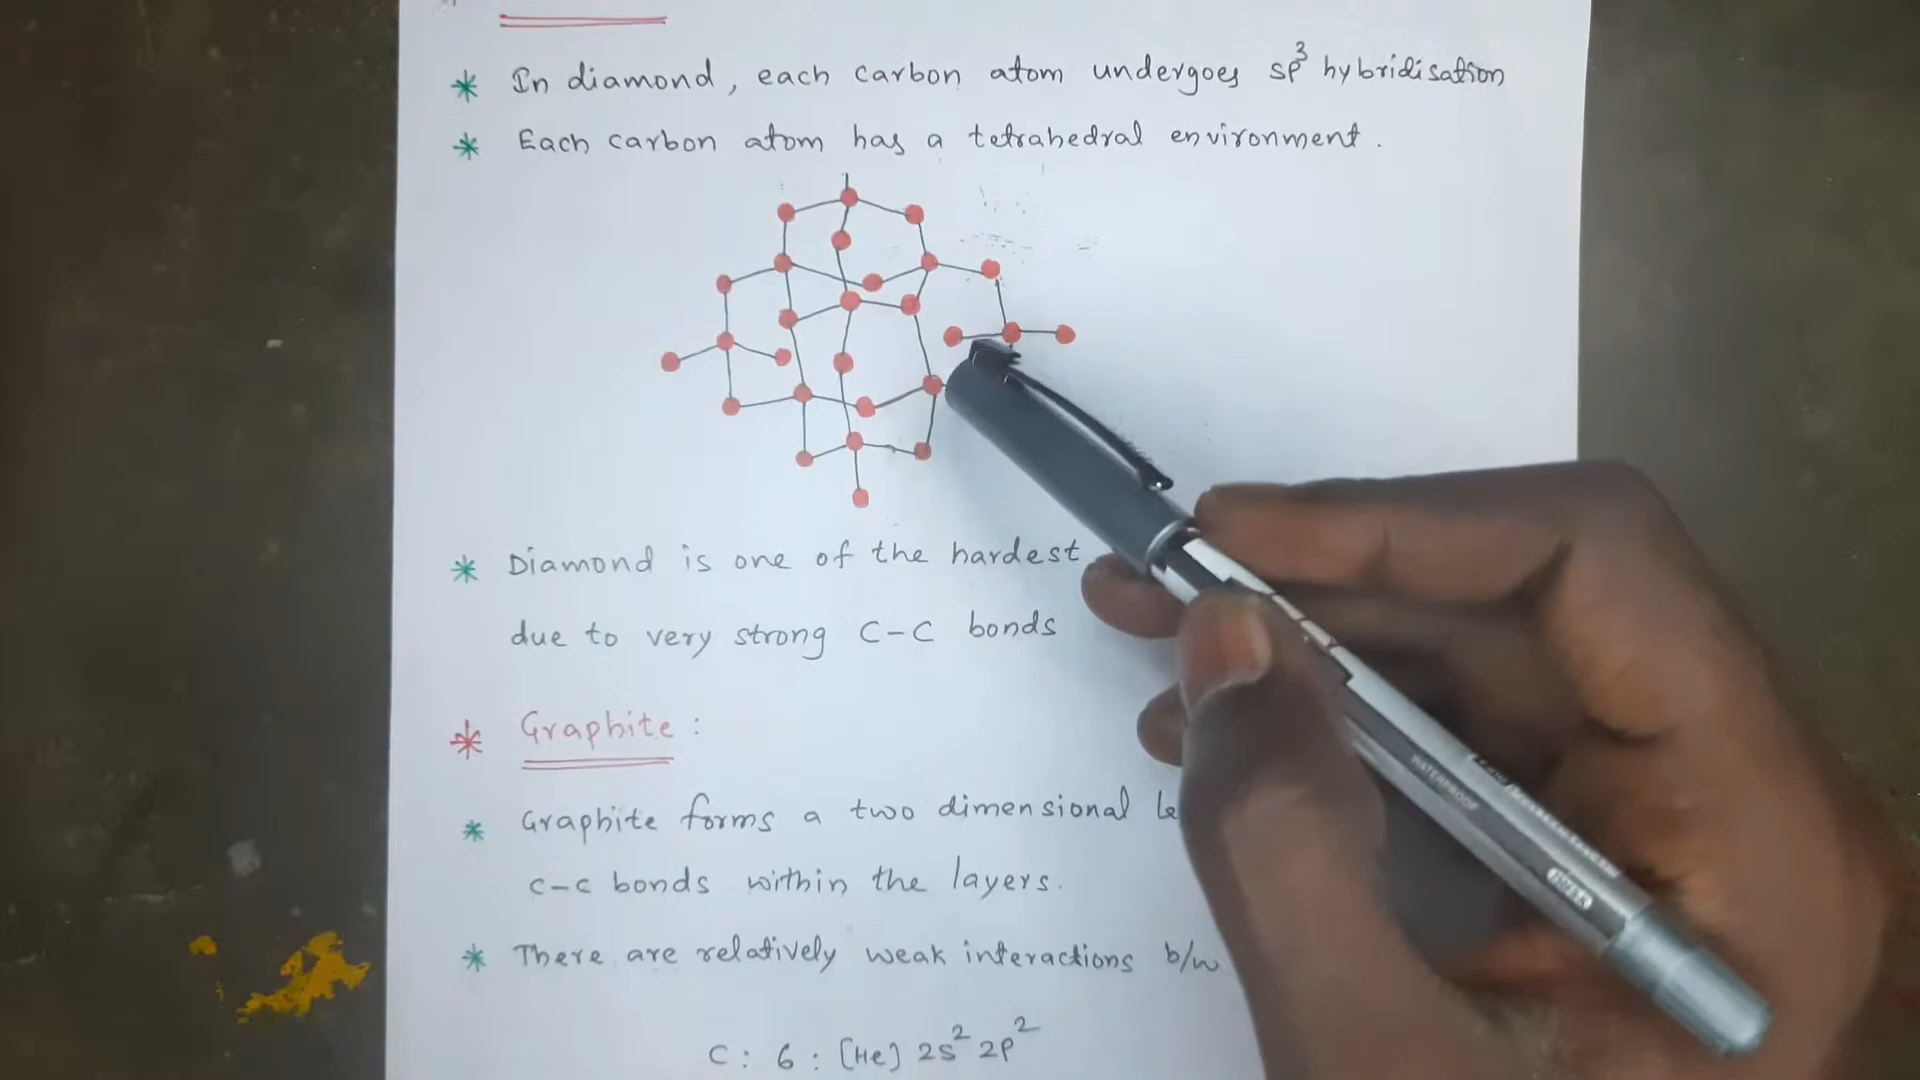 * In diamond, each carbon atom undergoes sp³ hybridisation
* Each carbon atom has a tetrahedral environment.
* Diamond is one of the hardest
due to very strong C-C bonds
* Graphite :
* Graphite forms a two dimensional
C-C bonds within the layers.
* There are relatively weak interactions b/w
C : 6 : [He] 2s² 2p²
WATERPROOF